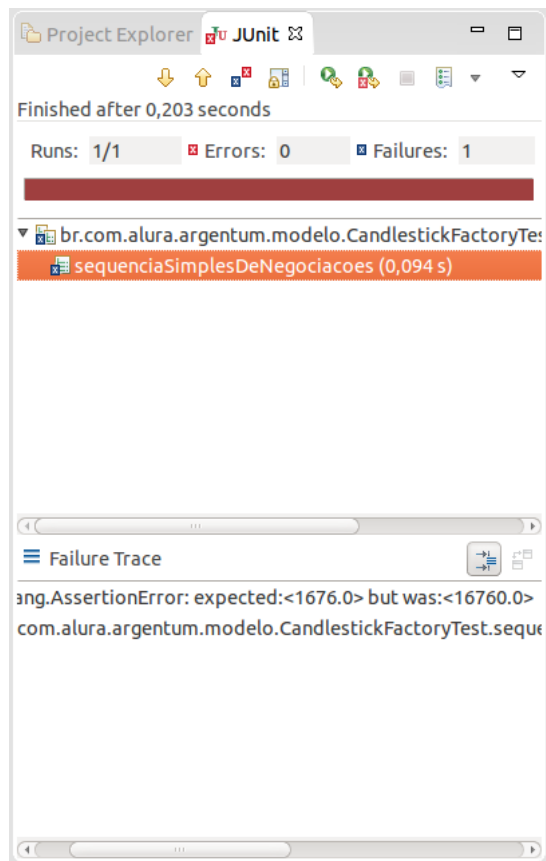 Project Explorer JUnit
Finished after 0,203 seconds
Runs: 1/1 Errors: 0 Failures: 1
br.com.alura.argentum.modelo.CandlestickFactoryTes
sequenciaSimplesDeNegociacoes (0,094 s)
Failure Trace
ang.AssertionError: expected:<1676.0> but was:<16760.0>
com.alura.argentum.modelo.CandlestickFactoryTest.seque